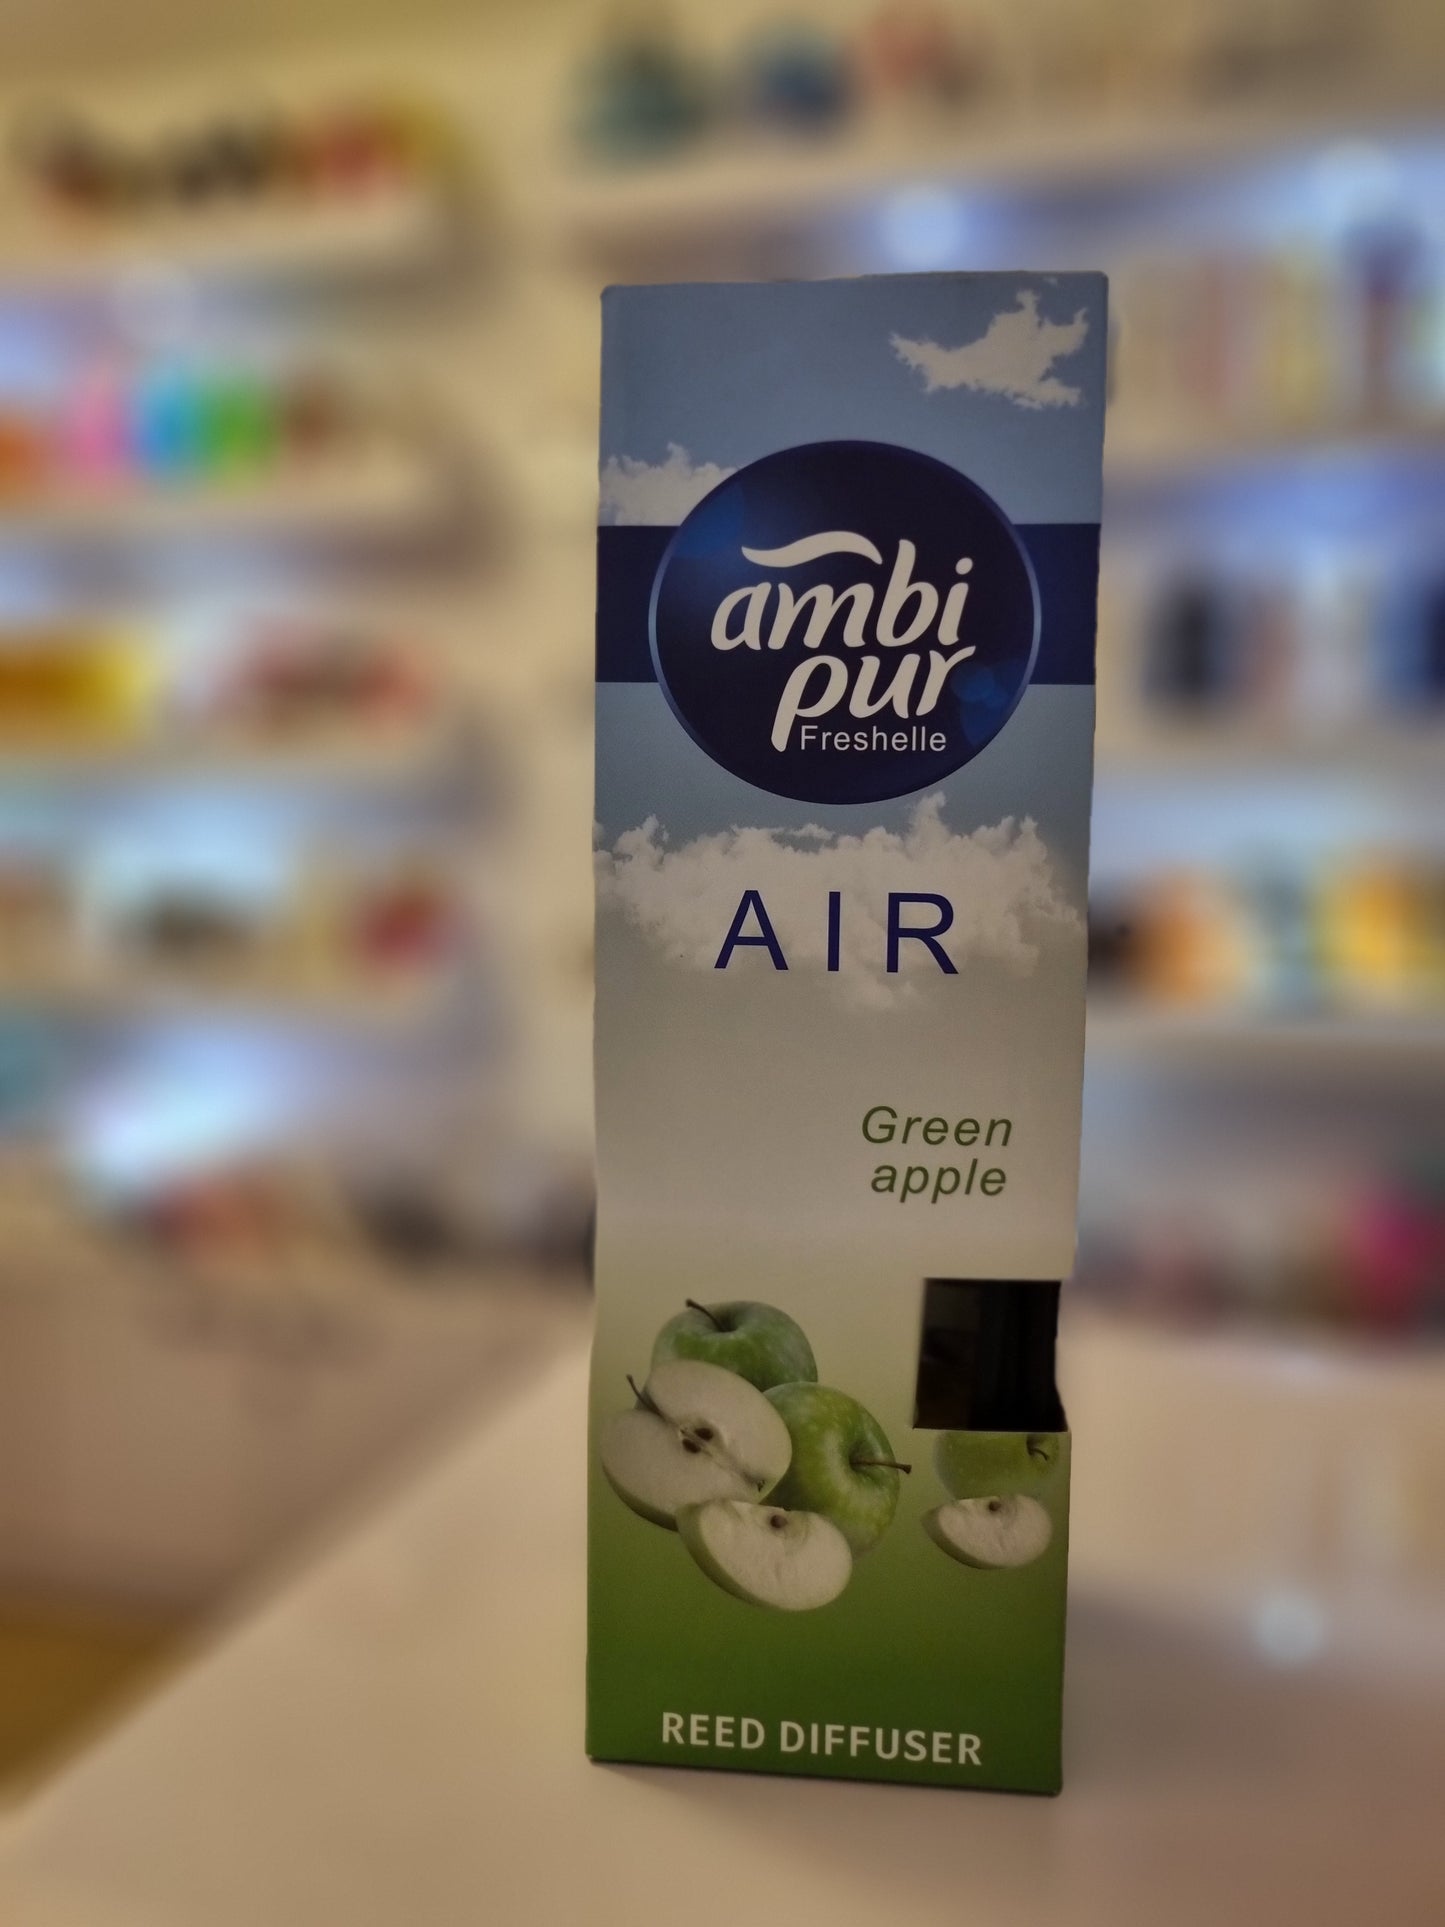 ambi
pur
Freshelle
AIR
Green
apple
REED DIFFUSER